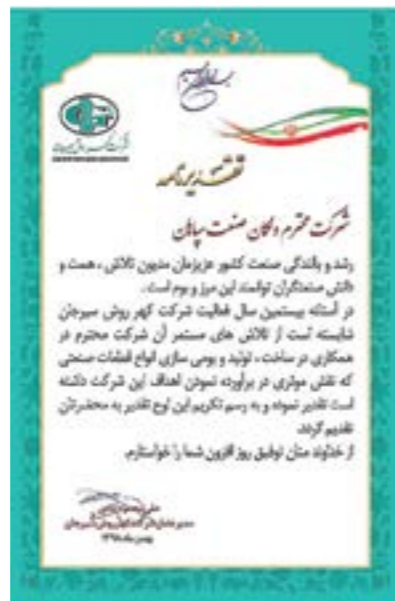 تقدیرنامه
شرکت محترم ولکان صنعت سپاهان
رشد و بالندگی صنعت کشور عزیزمان مدیون تلاش ، همت و
دانش صنعتگران توانمند این مرز و بوم است .
در آستانه بیستمین سال فعالیت شرکت گهر روش سیرجان
شایسته است از تلاش های مستمر آن شرکت محترم در
همکاری در ساخت ، تولید و بومی سازی انواع قطعات صنعتی
که نقش موثری در برآورده نمودن اهداف این شرکت داشته
است تقدیر نموده و به رسم تکریم این لوح تقدیر به محضرتان
تقدیم گردد.
از خداوند منان توفیق روز افزون شما را خواستارم.
بهمن ماه